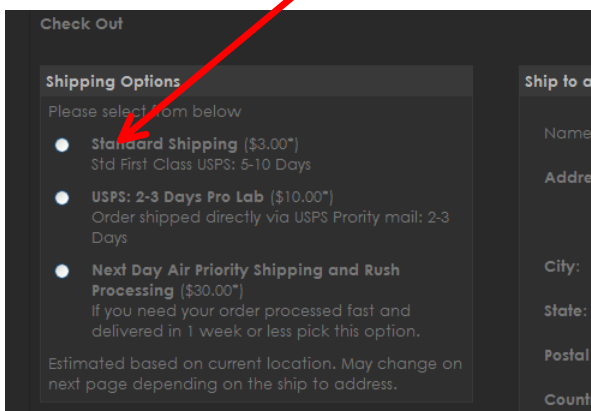 Check Out
Shipping Options
Please select from below
Standard Shipping ($3.00*)
Std First Class USPS: 5-10 Days
USPS: 2-3 Days Pro Lab ($10.00*)
Order shipped directly via USPS Prority mail: 2-3
Days
Next Day Air Priority Shipping and Rush
Processing ($30.00*)
If you need your order processed fast and
delivered in 1 week or less pick this option.
Estimated based on current location. May change on
next page depending on the ship to address.
Ship to a
Name
Addre
City:
State:
Postal
Count